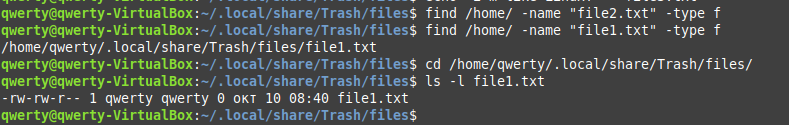 qwerty@qwerty-VirtualBox:~/.local/share/Trash/files$ find /home/ -name "file2.txt" -type f
qwerty@qwerty-VirtualBox:~/.local/share/Trash/files$ find /home/ -name "file1.txt" -type f
/home/qwerty/.local/share/Trash/files/file1.txt
qwerty@qwerty-VirtualBox:~/.local/share/Trash/files$ cd /home/qwerty/.local/share/Trash/files/
qwerty@qwerty-VirtualBox:~/.local/share/Trash/files$ ls -l file1.txt
-rw-rw-r-- 1 qwerty qwerty 0 окт 10 08:40 file1.txt
qwerty@qwerty-VirtualBox:~/.local/share/Trash/files$